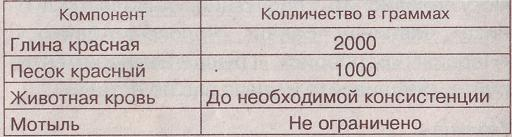 Компонент Колличество в граммах
Глина красная 2000
Песок красный 1000
Животная кровь До необходимой консистенции
Мотыль Не ограничено